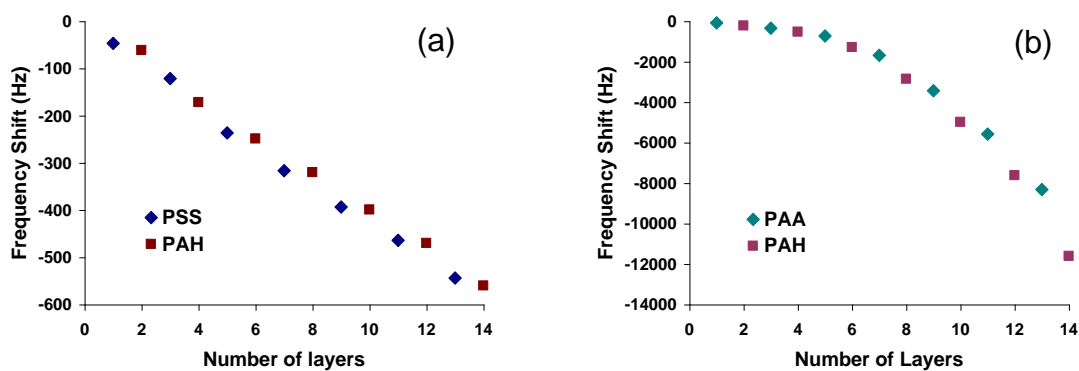 (a)
Frequency Shift (Hz)
0
-100
-200
-300
-400
-500
-600
PSS
PAH
0 2 4 6 8 10 12 14
Number of layers
(b)
Frequency Shift (Hz)
0
-2000
-4000
-6000
-8000
-10000
-12000
-14000
PAA
PAH
0 2 4 6 8 10 12 14
Number of Layers